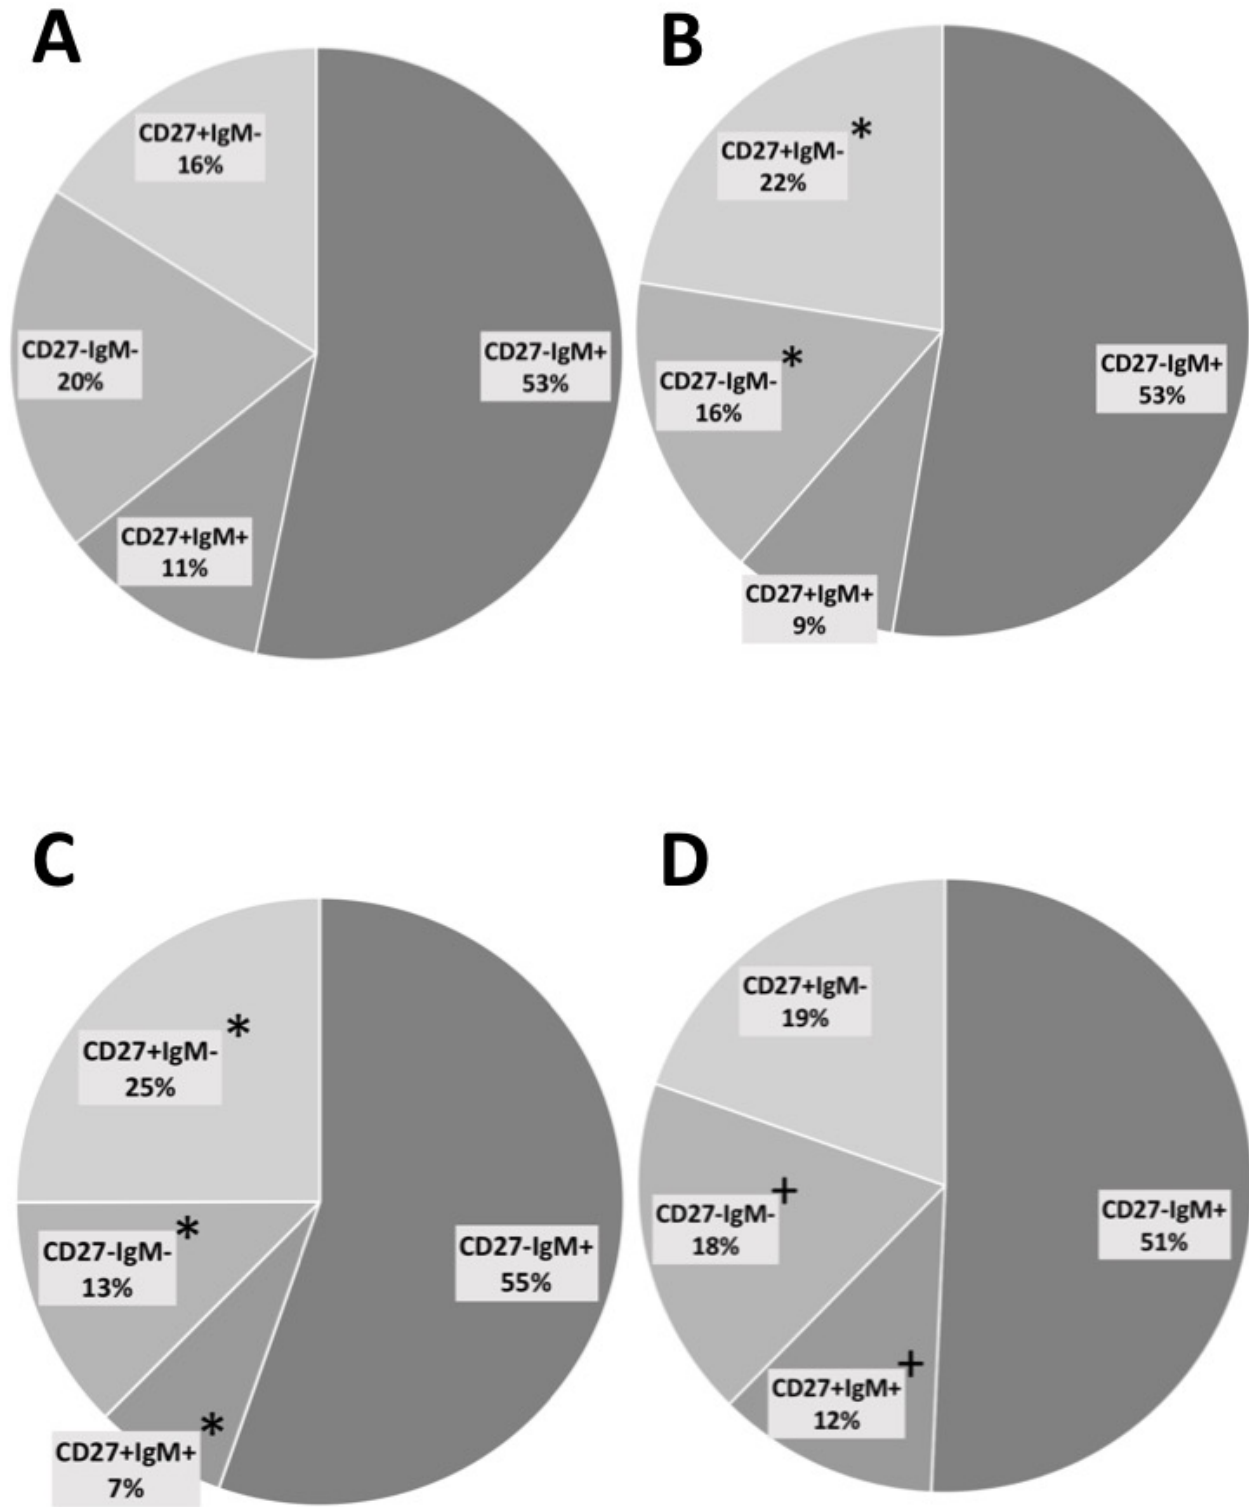 A
CD27+IgM-
16%
CD27-IgM-
20%
CD27-IgM+
53%
CD27+IgM+
11%
B
CD27+IgM- *
22%
CD27-IgM- *
16%
CD27-IgM+
53%
CD27+IgM+
9%
C
CD27+IgM- *
25%
CD27-IgM- *
13%
CD27-IgM+
55%
CD27+IgM+ *
7%
D
CD27+IgM-
19%
CD27-IgM- +
18%
CD27-IgM+
51%
CD27+IgM+ +
12%